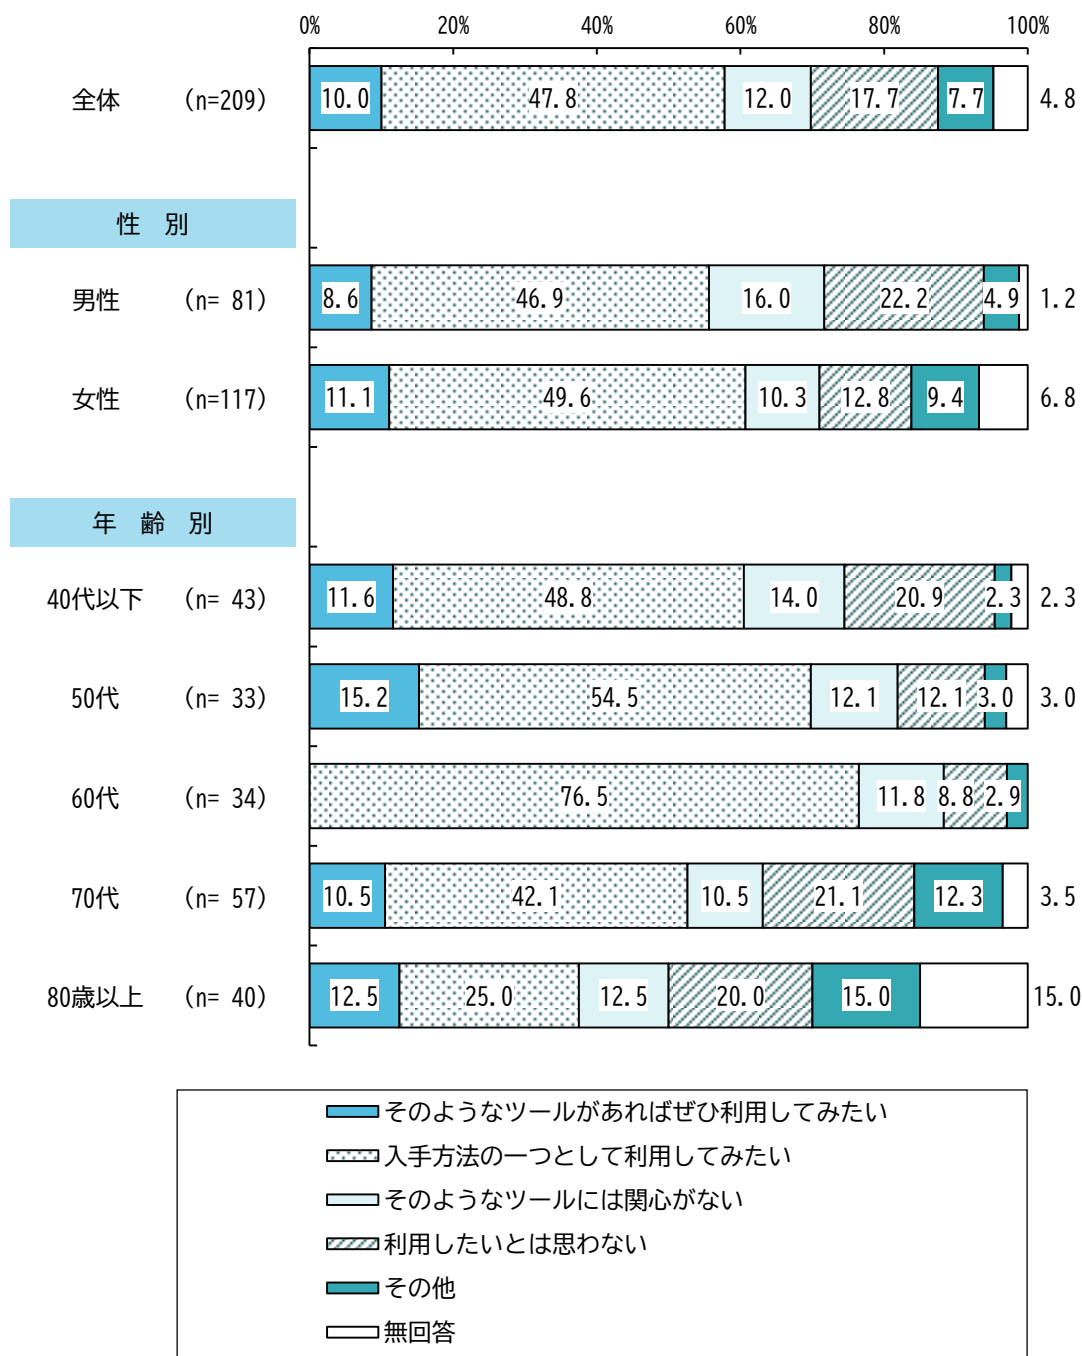 0% 20% 40% 60% 80% 100%
全体 (n=209) 10.0 47.8 12.0 17.7 7.7 4.8
性 別
男性 (n= 81) 8.6 46.9 16.0 22.2 4.9 1.2
女性 (n=117) 11.1 49.6 10.3 12.8 9.4 6.8
年 齢 別
40代以下 (n= 43) 11.6 48.8 14.0 20.9 2.3 2.3
50代 (n= 33) 15.2 54.5 12.1 12.1 3.0 3.0
60代 (n= 34) 76.5 11.8 8.8 2.9
70代 (n= 57) 10.5 42.1 10.5 21.1 12.3 3.5
80歳以上 (n= 40) 12.5 25.0 12.5 20.0 15.0 15.0
そのようなツールがあればぜひ利用してみたい
入手方法の一つとして利用してみたい
そのようなツールには関心がない
利用したいとは思わない
その他
無回答